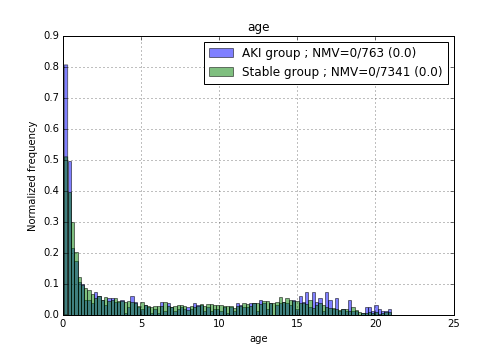 age
AKI group ; NMV=0/763 (0.0)
Stable group ; NMV=0/7341 (0.0)
Normalized frequency
0.9
0.8
0.7
0.6
0.5
0.4
0.3
0.2
0.1
0.0
0 5 10 15 20 25
age